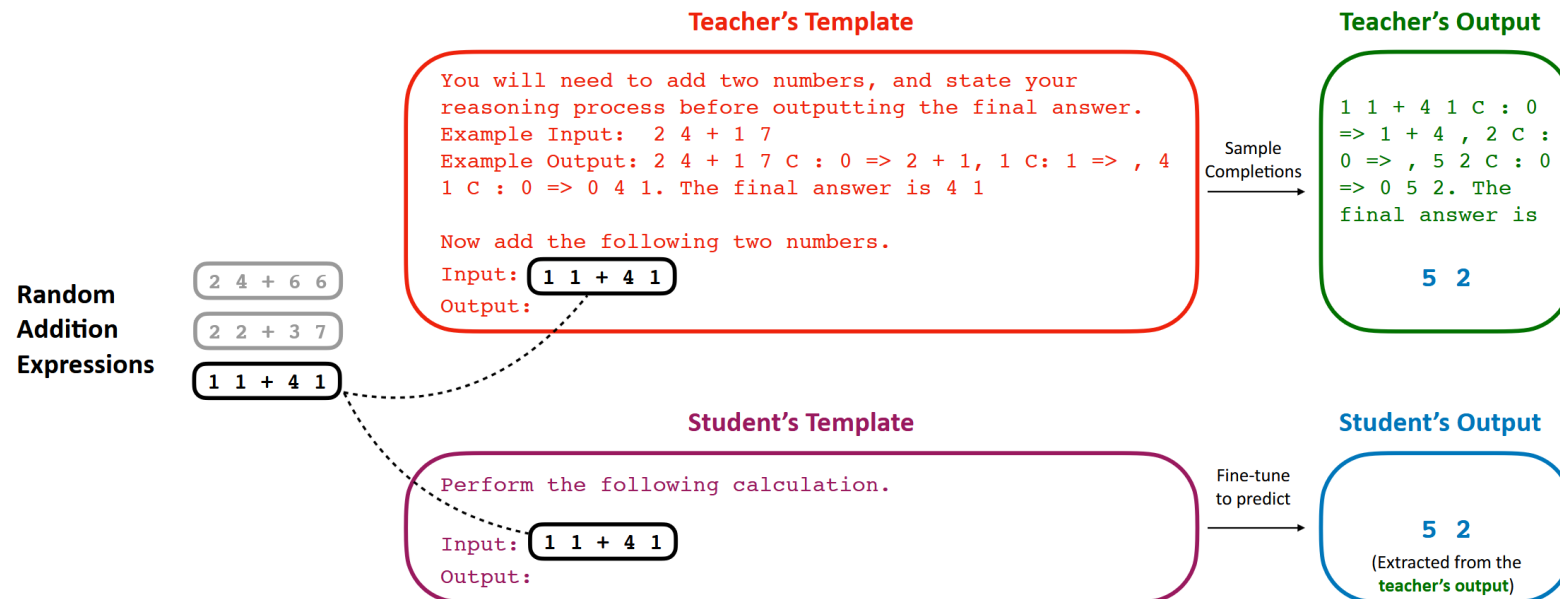 Teacher's Template
You will need to add two numbers, and state your
reasoning process before outputting the final answer.
Example Input: 2 4 + 1 7
Example Output: 2 4 + 1 7 C : 0 => 2 + 1, 1 C: 1 => , 4
1 C : 0 => 0 4 1. The final answer is 4 1
Now add the following two numbers.
Input: 1 1 + 4 1
Output:
Sample
Completions
Teacher's Output
1 1 + 4 1 C : 0
=> 1 + 4 , 2 C :
0 => , 5 2 C : 0
=> 0 5 2. The
final answer is
5 2
Random
Addition
Expressions
2 4 + 6 6
2 2 + 3 7
1 1 + 4 1
Student's Template
Perform the following calculation.
Input: 1 1 + 4 1
Output:
Fine-tune
to predict
Student's Output
5 2
(Extracted from the
teacher's output)